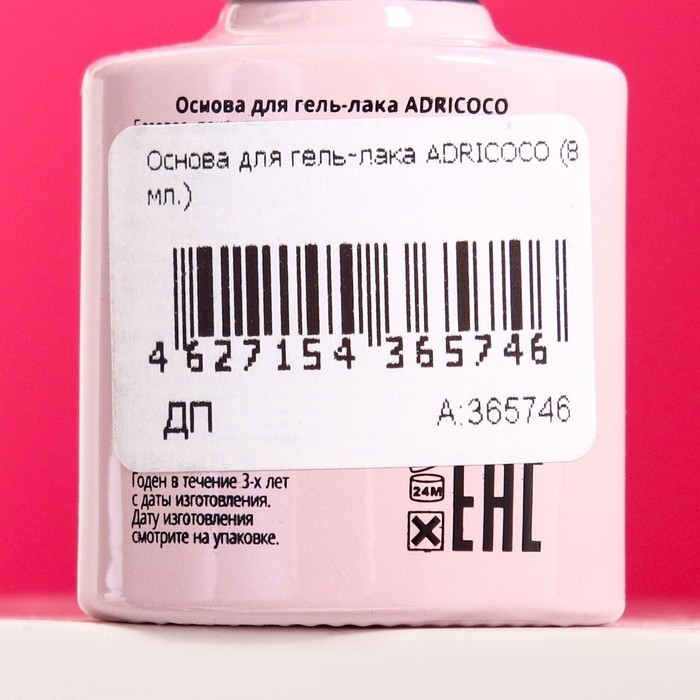 Основа для гель-лака ADRICOCO
Основа для гель-лака ADRICOCO (8
мл.)
4 627154 365746
ДП
А:365746
Годен в течение 3-х лет
с даты изготовления.
Дату изготовления
смотрите на упаковке.
24M
EAC